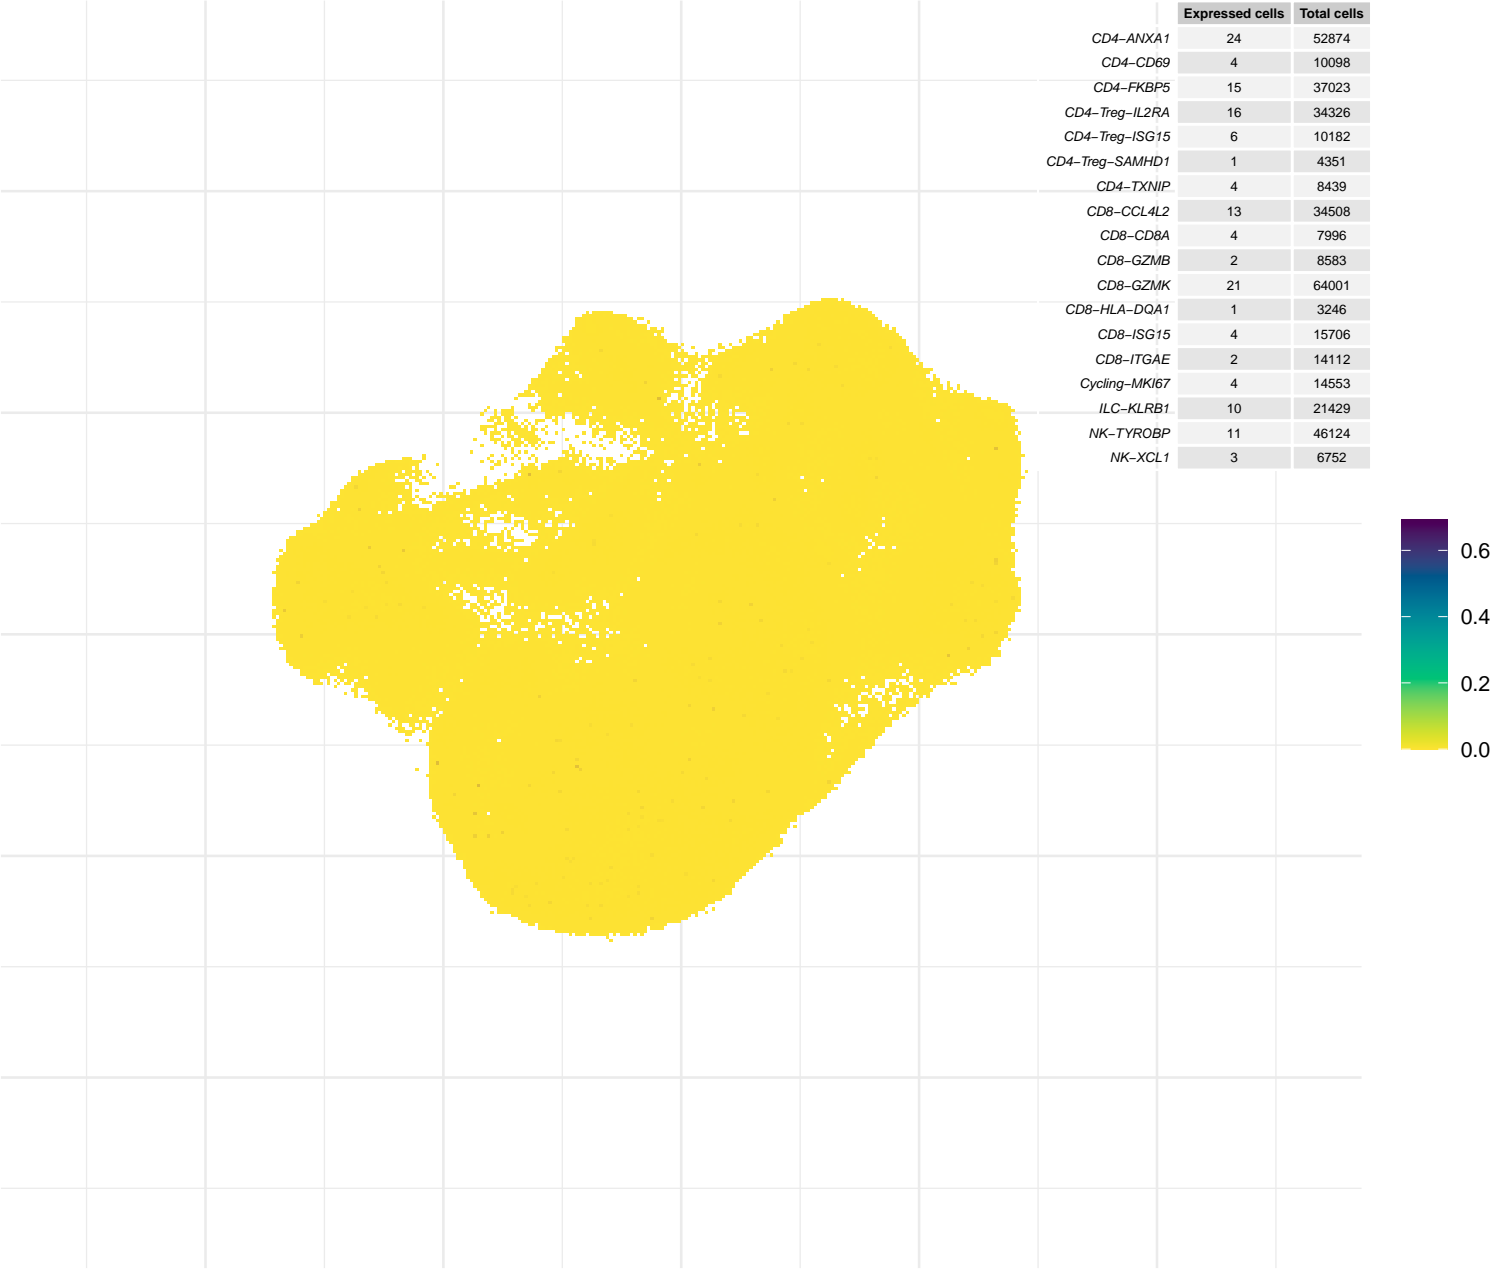 Expressed cells Total cells
CD4−ANXA1 24 52874
CD4−CD69 4 10098
CD4−FKBP5 15 37023
CD4−Treg−IL2RA 16 34326
CD4−Treg−ISG15 6 10182
CD4−Treg−SAMHD1 1 4351
CD4−TXNIP 4 8439
CD8−CCL4L2 13 34508
CD8−CD8A 4 7996
CD8−GZMB 2 8583
CD8−GZMK 21 64001
CD8−HLA−DQA1 1 3246
CD8−ISG15 4 15706
CD8−ITGAE 2 14112
Cycling−MKI67 4 14553
ILC−KLRB1 10 21429
NK−TYROBP 11 46124
NK−XCL1 3 6752
0.6
0.4
0.2
0.0